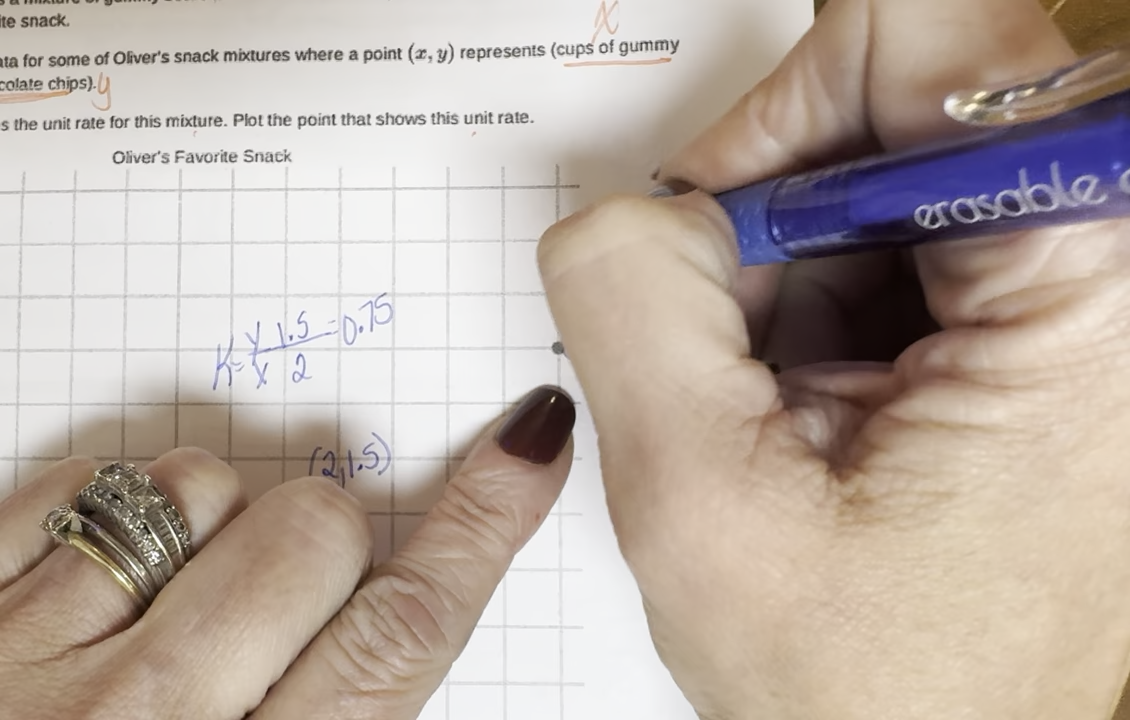 ite snack.
x
ata for some of Oliver's snack mixtures where a point (x, y) represents (cups of gummy
colate chips). y
s the unit rate for this mixture. Plot the point that shows this unit rate.
Oliver's Favorite Snack
erasable
K= y/x 1.5/2 = 0.75
(2,1.5)